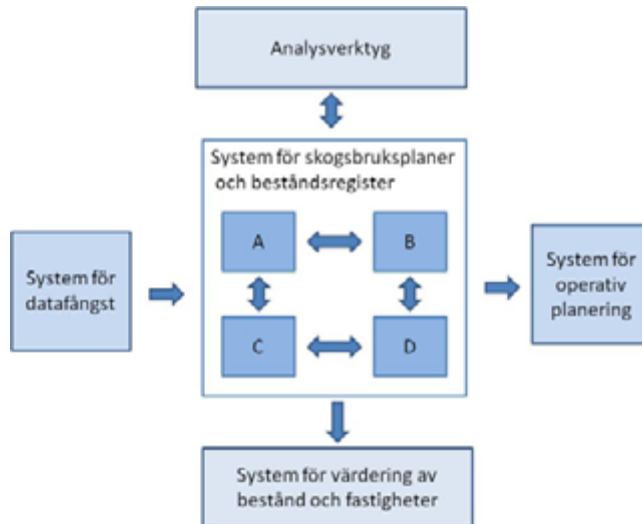 Analysverktyg
System för skogsbruksplaner
och beståndsregister
A
B
System för
datafångst
System för
operativ
planering
C
D
System för värdering av
bestånd och fastigheter